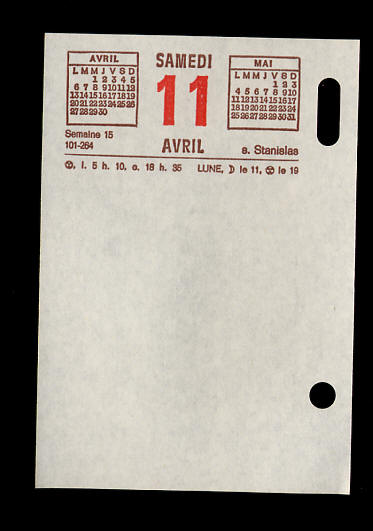 AVRIL
L M M J V S D
1 2 3 4 5
6 7 8 9 10 11 12
13 14 15 16 17 18 19
20 21 22 23 24 25 26
27 28 29 30
SAMEDI
11
AVRIL
MAI
L M M J V S D
1 2 3
4 5 6 7 8 9 10
11 12 13 14 15 16 17
18 19 20 21 22 23 24
25 26 27 28 29 30 31
Semaine 15
101-264
s. Stanislas
l. 5 h. 10, c. 18 h. 35 LUNE, le 11, le 19